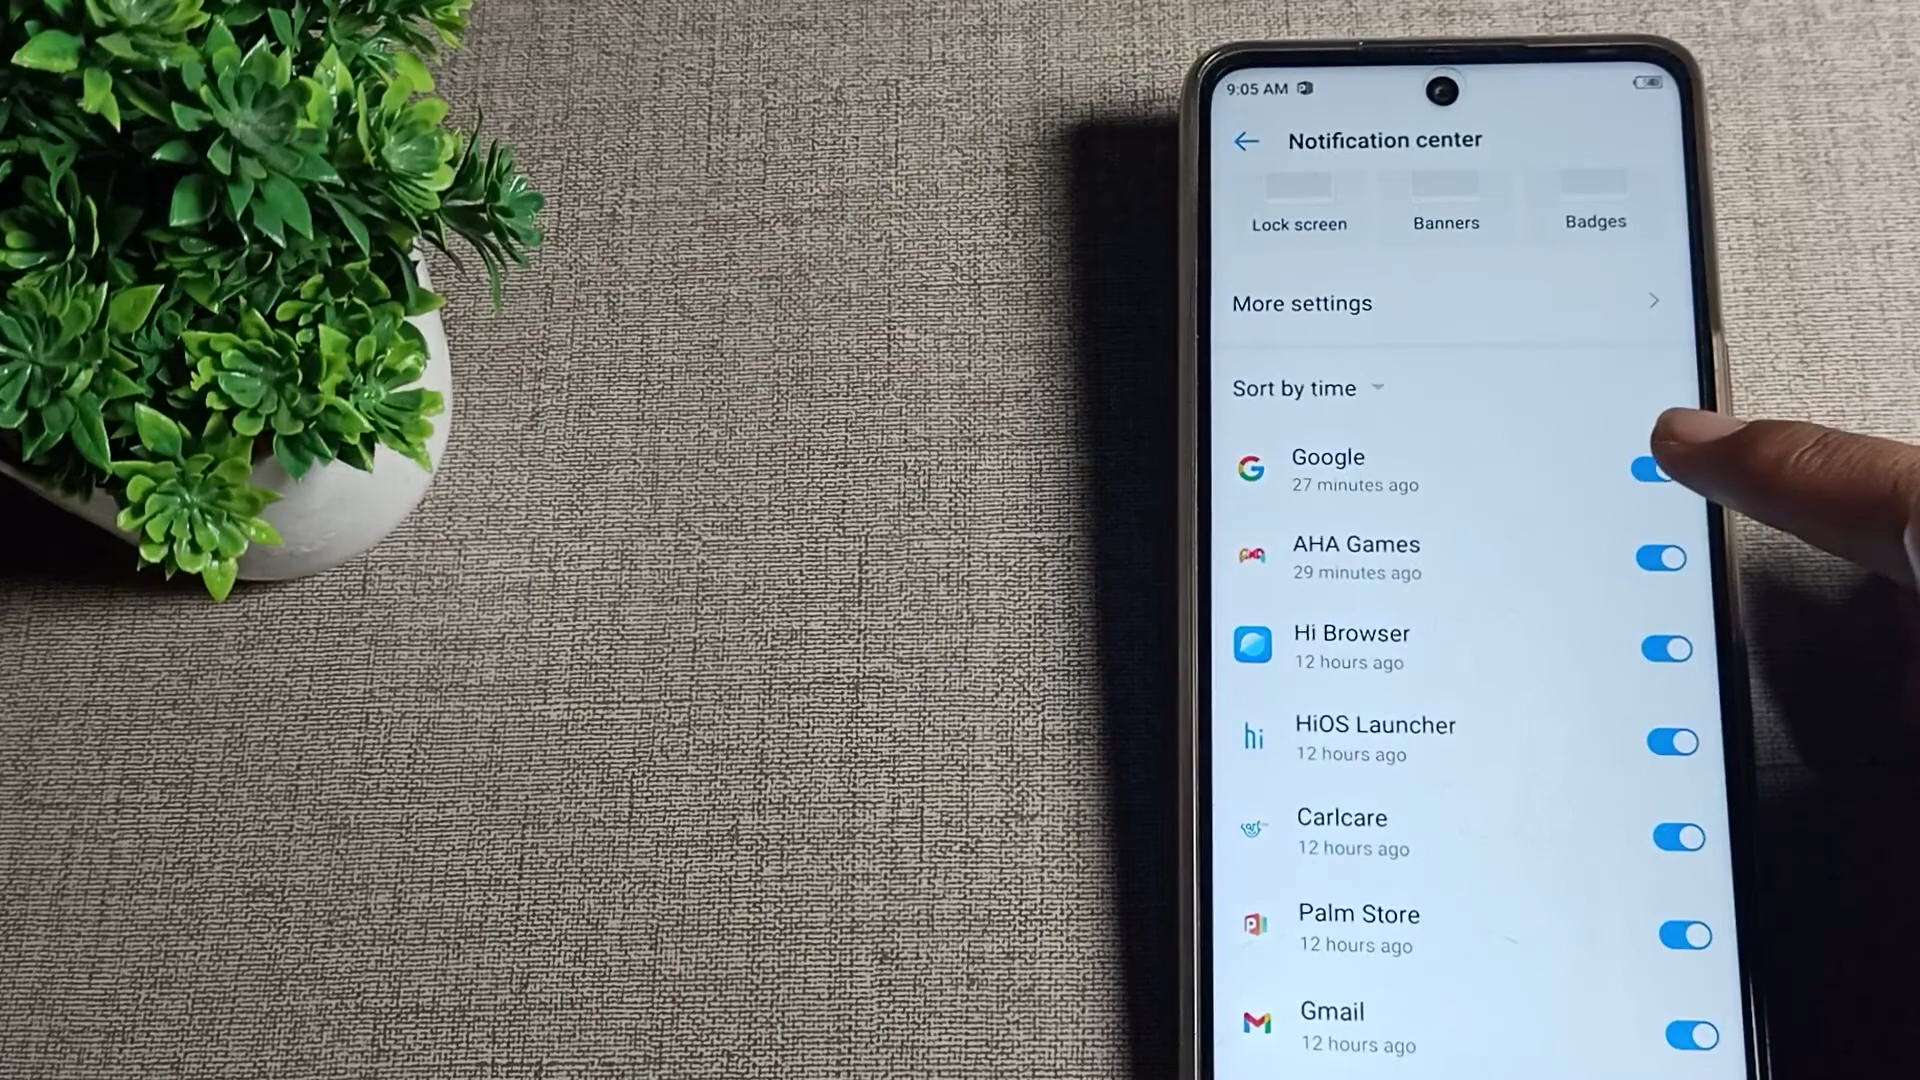 9:05 AM
Notification center
Lock screen Banners Badges
More settings
Sort by time
Google
27 minutes ago
AHA Games
29 minutes ago
Hi Browser
12 hours ago
hi
HiOS Launcher
12 hours ago
Carlcare
12 hours ago
Palm Store
12 hours ago
Gmail
12 hours ago